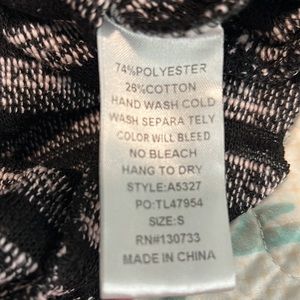 74%POLYESTER
26%COTTON
HAND WASH COLD
WASH SEPARA TELY
COLOR WILL BLEED
NO BLEACH
HANG TO DRY
STYLE:A5327
PO:TL47954
SIZE:S
RN#130733
MADE IN CHINA